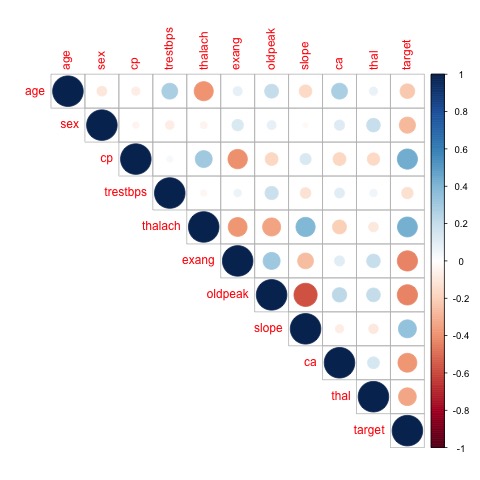 age
sex
cp
trestbps
thalach
exang
oldpeak
slope
ca
thal
target
age
sex
cp
trestbps
thalach
exang
oldpeak
slope
ca
thal
target
1
0.8
0.6
0.4
0.2
0
-0.2
-0.4
-0.6
-0.8
-1